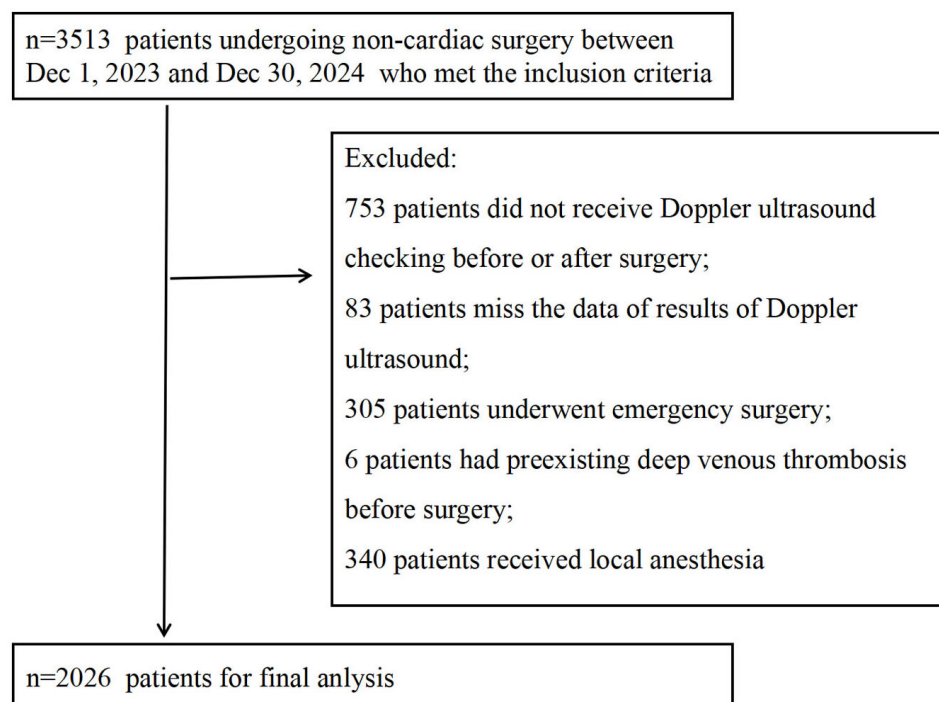 n=3513 patients undergoing non-cardiac surgery between
Dec 1, 2023 and Dec 30, 2024 who met the inclusion criteria
Excluded:
753 patients did not receive Doppler ultrasound
checking before or after surgery;
83 patients miss the data of results of Doppler
ultrasound;
305 patients underwent emergency surgery;
6 patients had preexisting deep venous thrombosis
before surgery;
340 patients received local anesthesia
n=2026 patients for final anlysis